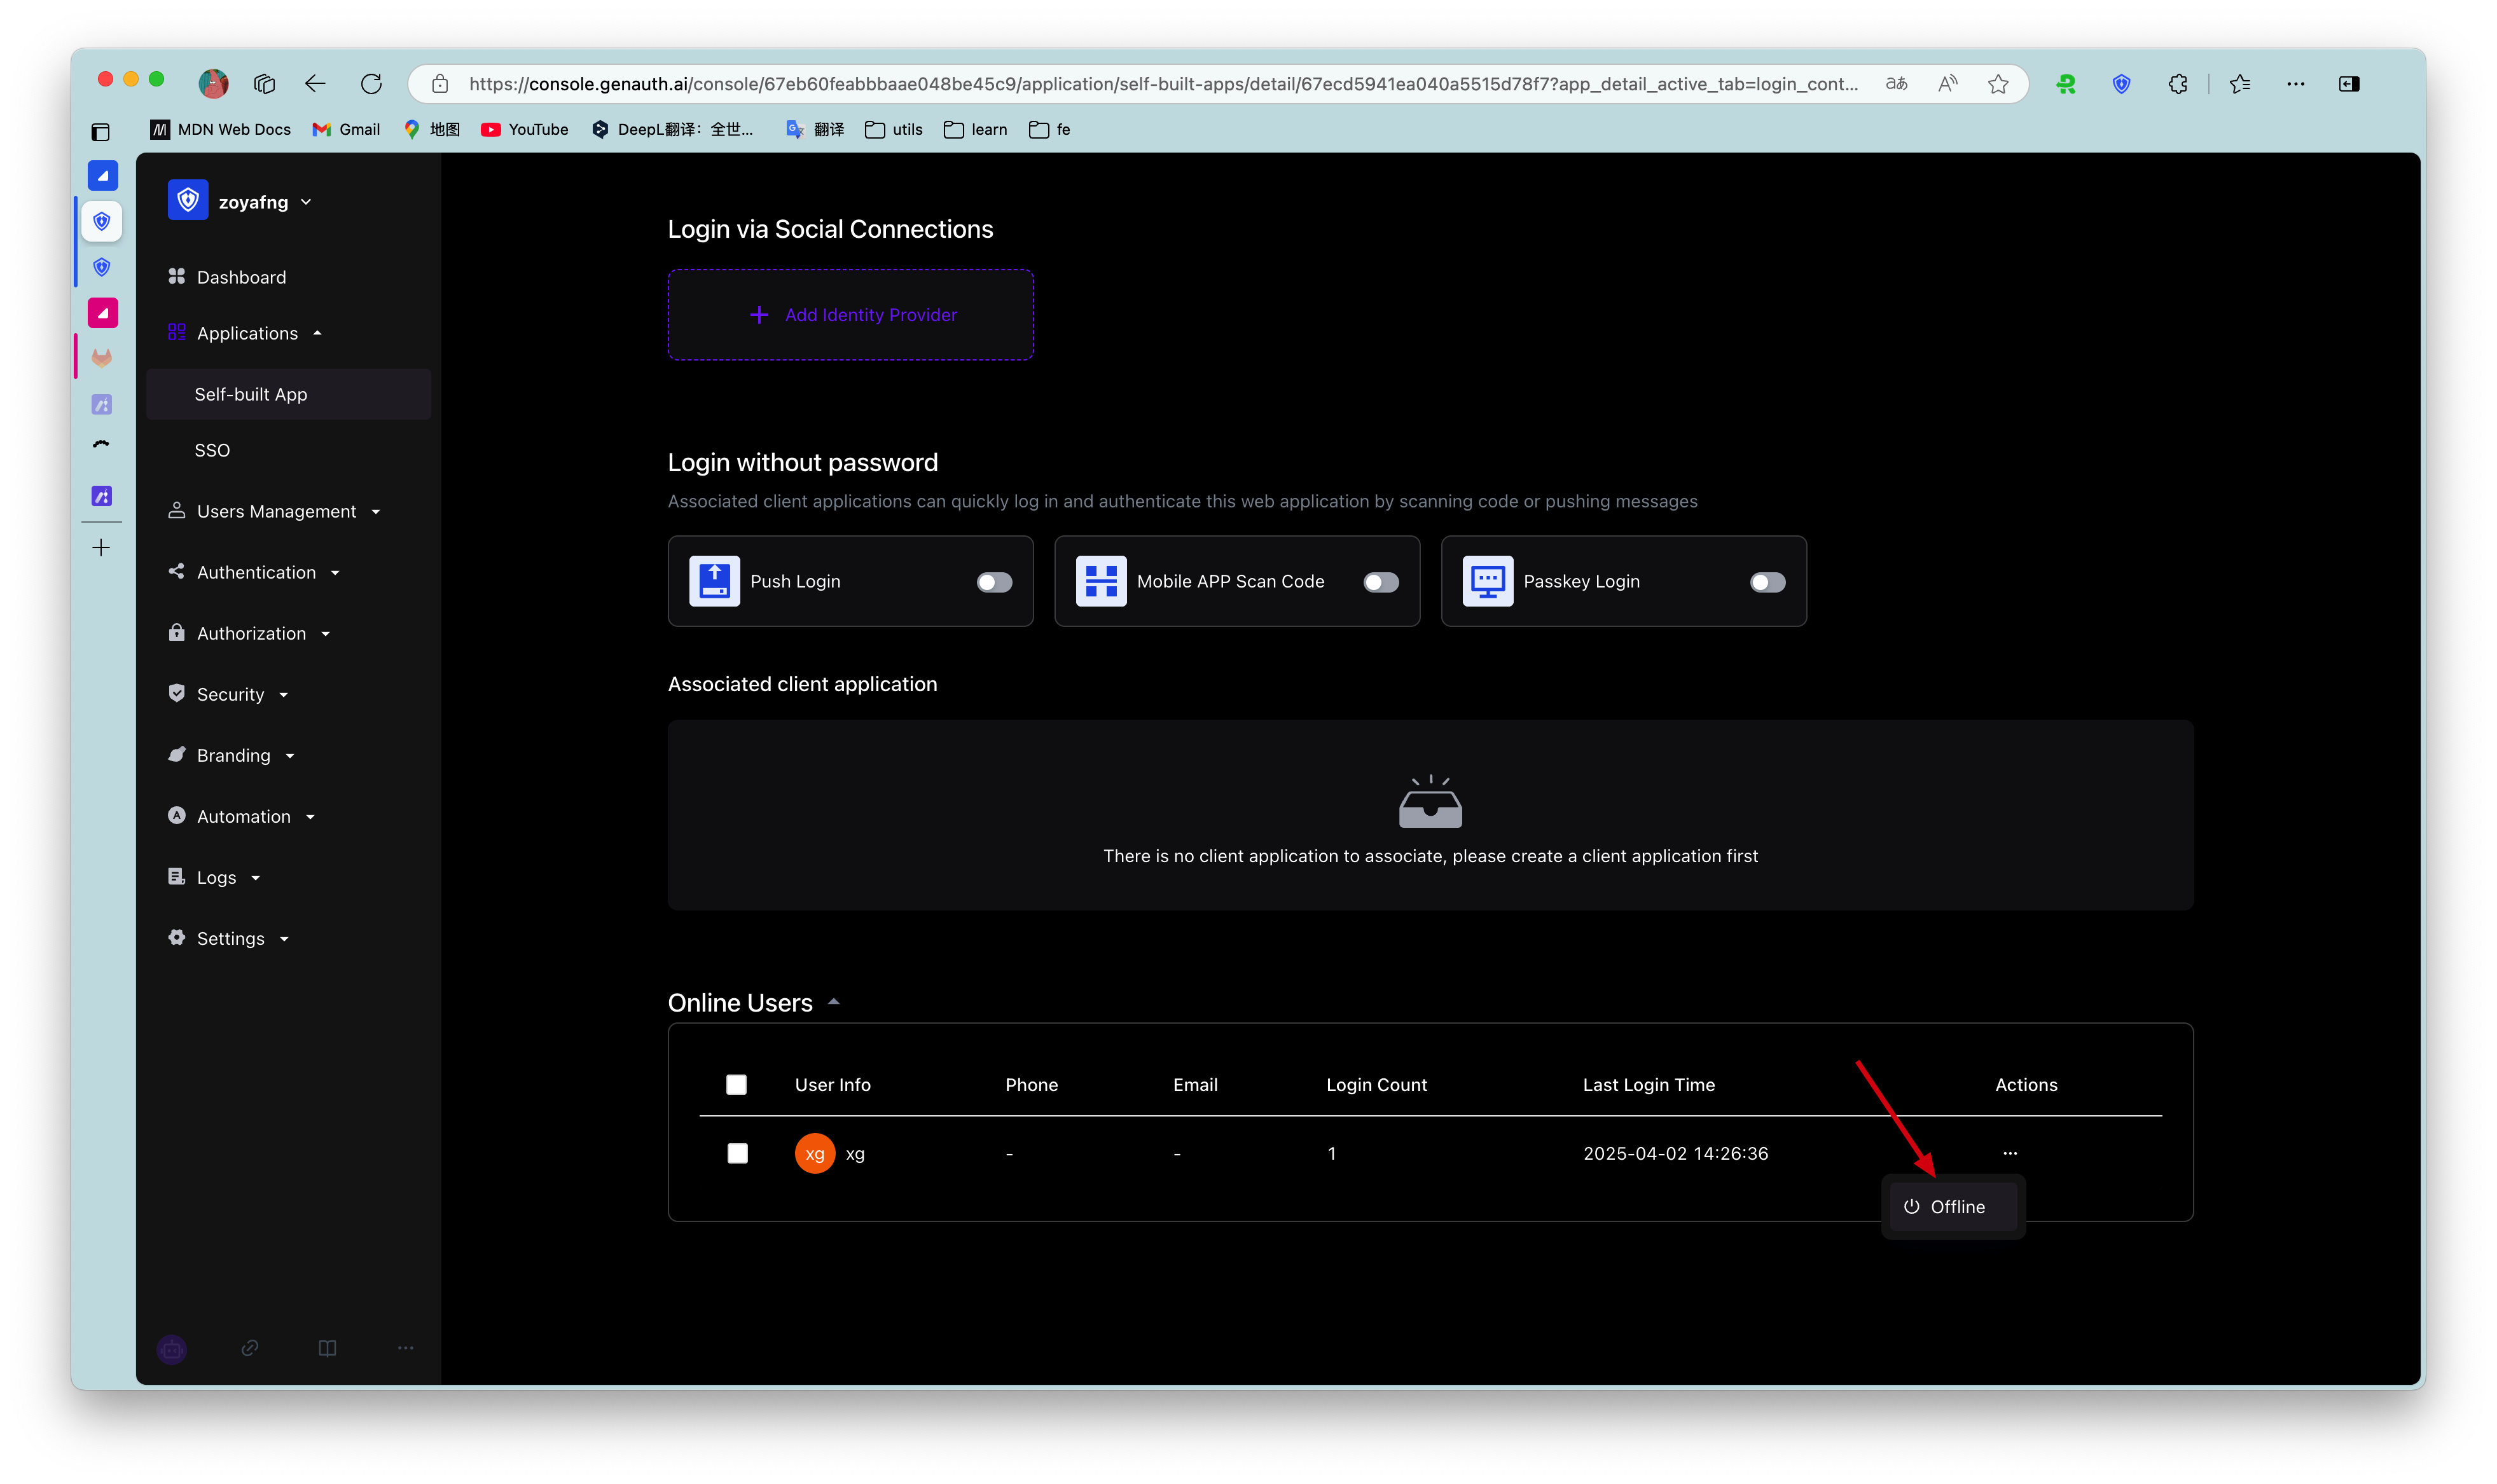 https://console.genauth.ai/console/67eb60feabbbaae048be45c9/application/self-built-apps/detail/67ecd5941ea040a5515d78f7?app_detail_active_tab=login_cont...
aあ
MDN Web Docs
Gmail
地图
YouTube
DeepL翻译：全世...
翻译
utils
learn
fe
zoyafng
Dashboard
Applications
Self-built App
SSO
Users Management
Authentication
Authorization
Security
Branding
Automation
Logs
Settings
Login via Social Connections
Add Identity Provider
Login without password
Associated client applications can quickly log in and authenticate this web application by scanning code or pushing messages
Push Login
Mobile APP Scan Code
Passkey Login
Associated client application
There is no client application to associate, please create a client application first
Online Users
User Info Phone Email Login Count Last Login Time Actions
xg xg - - 1 2025-04-02 14:26:36 ...
Offline